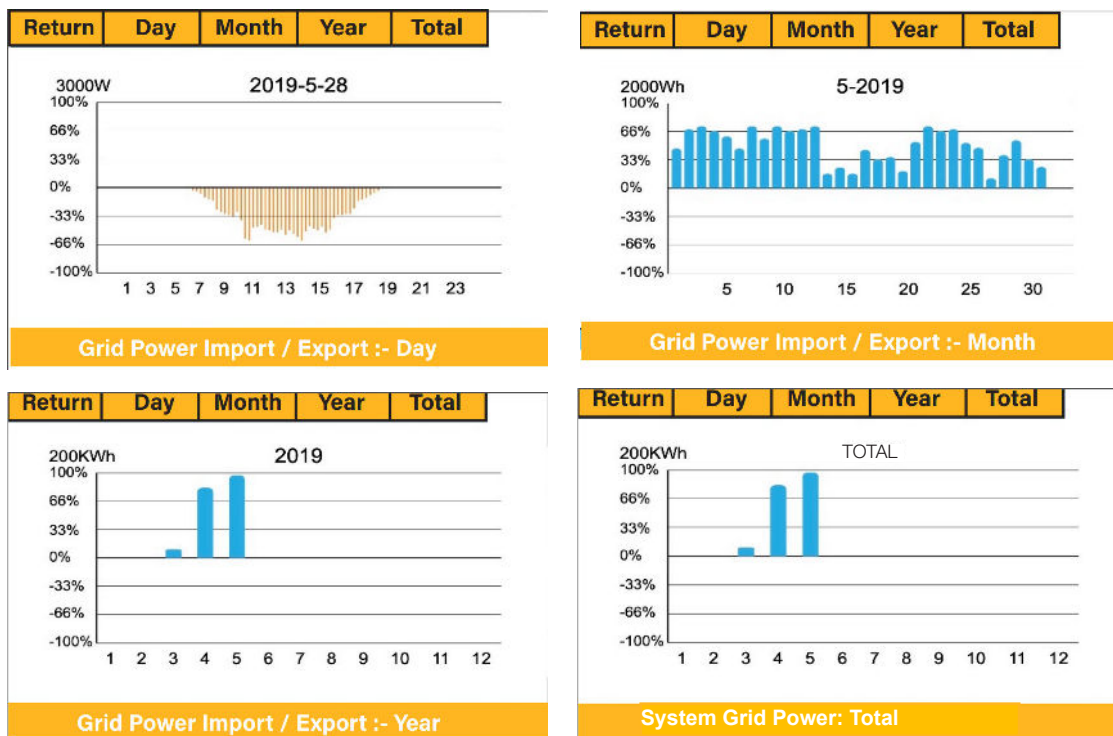 Return Day Month Year Total
3000W 2019-5-28
100%
66%
33%
0%
-33%
-66%
-100%
1 3 5 7 9 11 13 15 17 19 21 23
Grid Power Import / Export :- Day
Return Day Month Year Total
2000Wh 5-2019
100%
66%
33%
0%
-33%
-66%
-100%
5 10 15 20 25 30
Grid Power Import / Export :- Month
Return Day Month Year Total
200KWh 2019
100%
66%
33%
0%
-33%
-66%
-100%
1 2 3 4 5 6 7 8 9 10 11 12
Grid Power Import / Export :- Year
Return Day Month Year Total
200KWh TOTAL
100%
66%
33%
0%
-33%
-66%
-100%
1 2 3 4 5 6 7 8 9 10 11 12
System Grid Power: Total